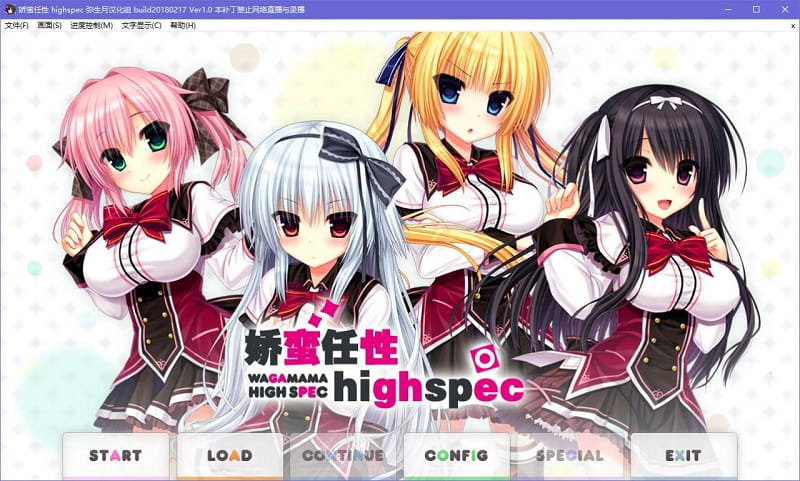 娇蛮任性 highspec 弥生月汉化组 build20180217 Ver1.0 本补丁禁止网络直播与录播
文件(F) 画面(S) 进度控制(M) 文字显示(C) 帮助(H)
娇蛮任性
WAGAMAMA
HIGH SPEC
highspec
START LOAD CONTINUE CONFIG SPECIAL EXIT